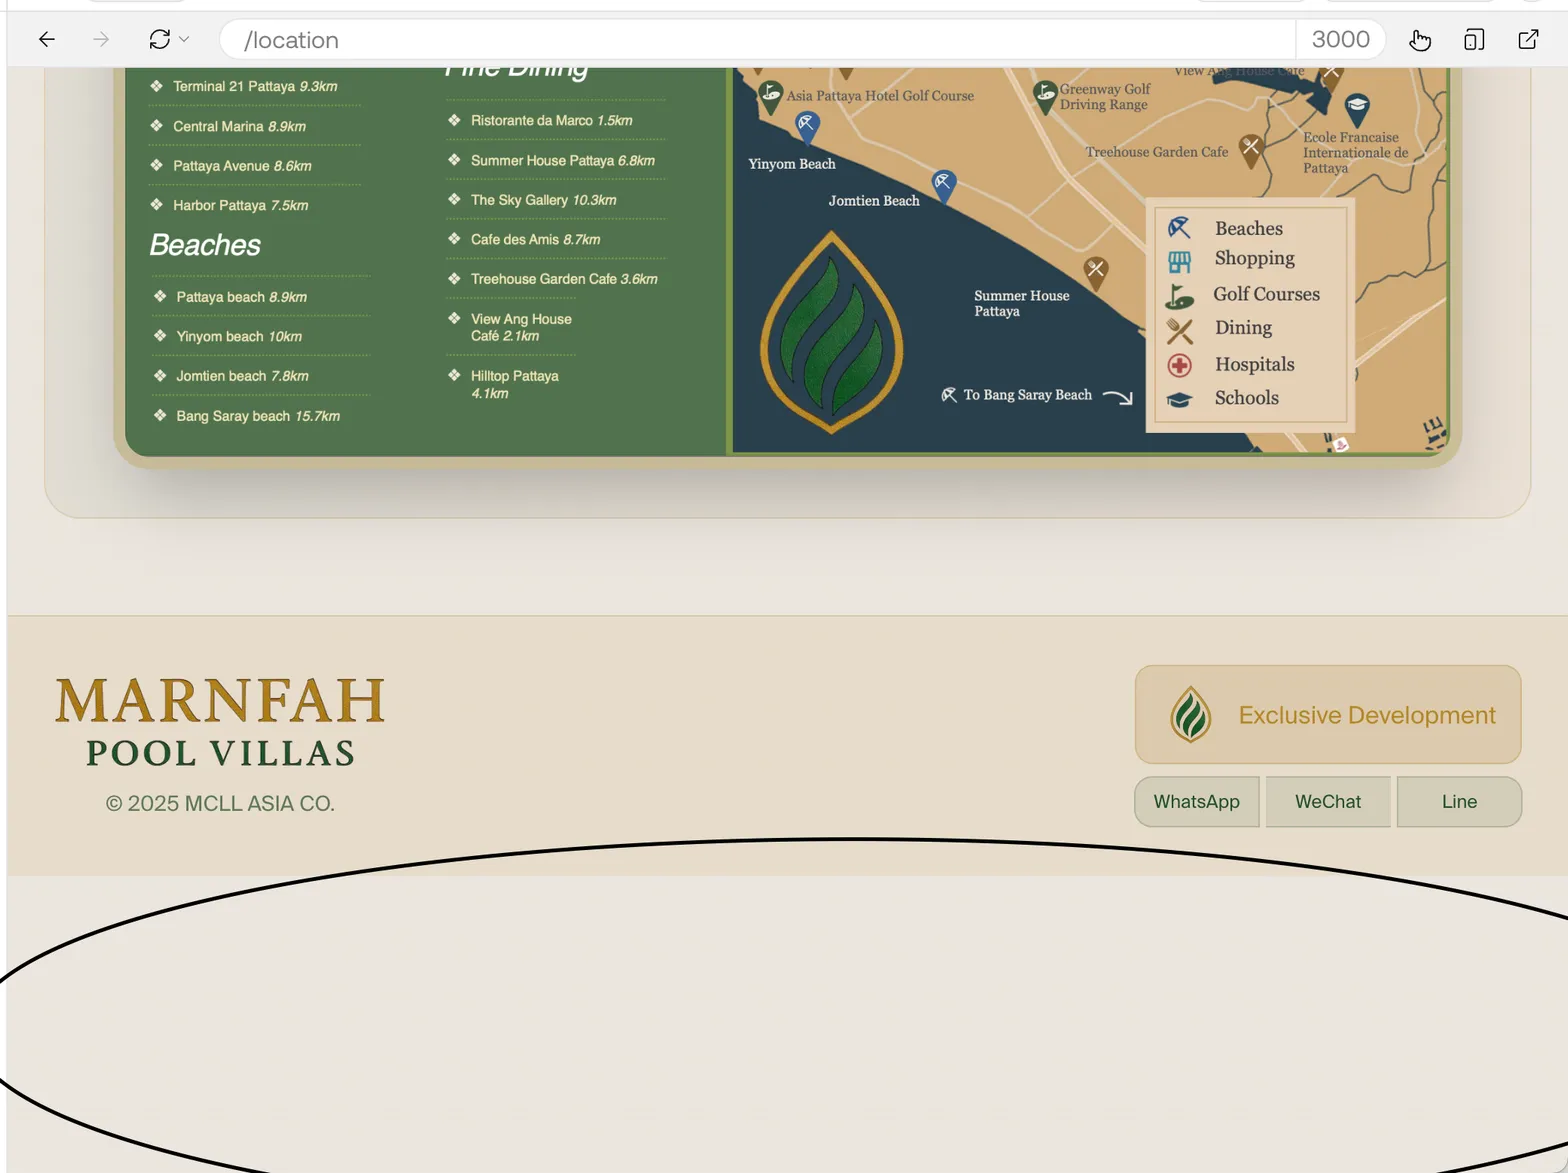 /location
3000
Terminal 21 Pattaya 9.3km
Central Marina 8.9km
Pattaya Avenue 8.6km
Harbor Pattaya 7.5km
Beaches
Pattaya beach 8.9km
Yinyom beach 10km
Jomtien beach 7.8km
Bang Saray beach 15.7km
Fine Dining
Ristorante da Marco 1.5km
Summer House Pattaya 6.8km
The Sky Gallery 10.3km
Cafe des Amis 8.7km
Treehouse Garden Cafe 3.6km
View Ang House
Café 2.1km
Hilltop Pattaya
4.1km
View Ang House Cafe
Asia Pattaya Hotel Golf Course
Greenway Golf
Driving Range
Ecole Francaise
Internationale de
Pattaya
Treehouse Garden Cafe
Yinyom Beach
Jomtien Beach
Summer House
Pattaya
To Bang Saray Beach
Beaches
Shopping
Golf Courses
Dining
Hospitals
Schools
MARNFAH
POOL VILLAS
© 2025 MCLL ASIA CO.
Exclusive Development
WhatsApp
WeChat
Line